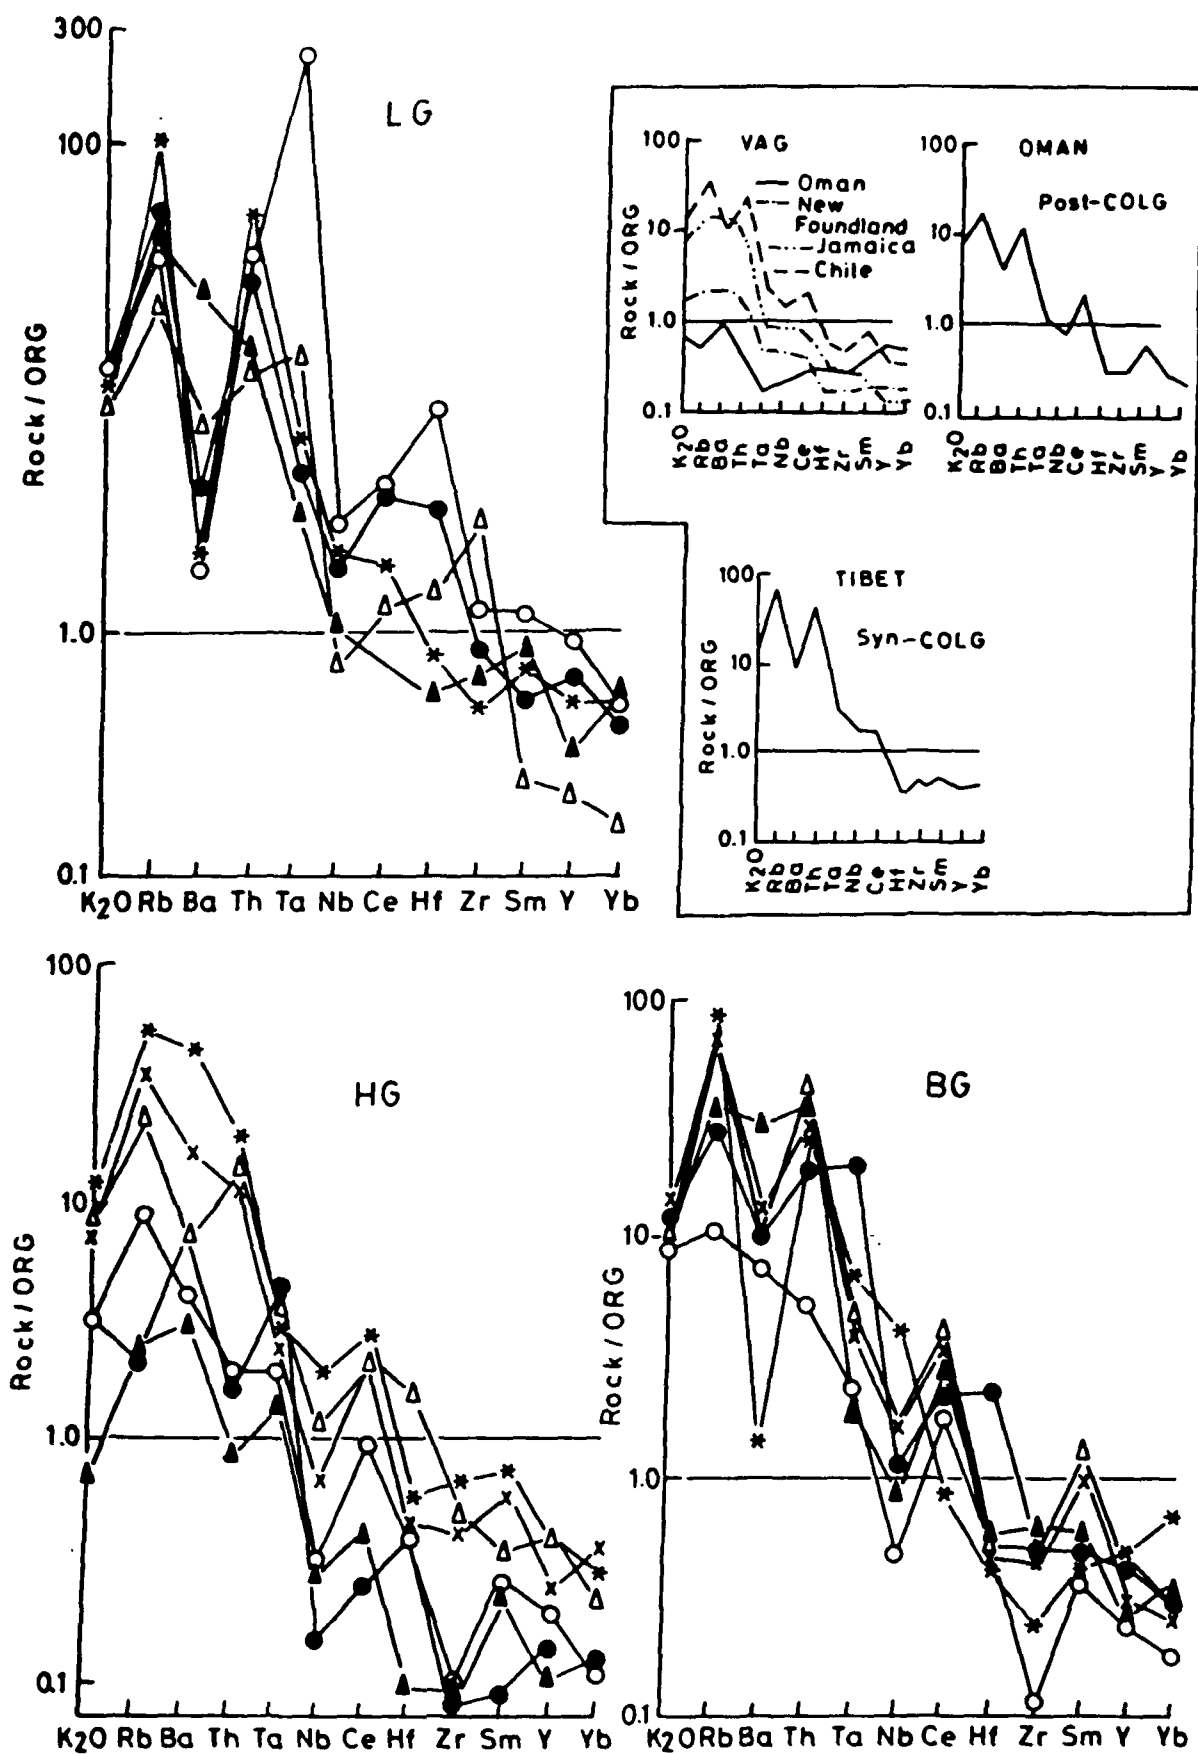 300
LG
100
Rock/ORG
1.0
0.1
K2O Rb Ba Th Ta Nb Ce Hf Zr Sm Y Yb
100
VAG
Oman
New
Foundland
Jamaica
Chile
10
Rock/ORG
1.0
0.1
K2O Rb Ba Th Ta Nb Ce Hf Zr Sm Y Yb
100
OMAN
Post-COLG
10
1.0
0.1
K2O Rb Ba Th Ta Nb Ce Hf Zr Sm Y Yb
100
TIBET
Syn-COLG
10
Rock/ORG
1.0
0.1
K2O Rb Ba Th Ta Nb Ce Hf Zr Sm Y Yb
100
HG
10
Rock/ORG
1.0
0.1
K2O Rb Ba Th Ta Nb Ce Hf Zr Sm Y Yb
100
BG
10
Rock/ORG
1.0
0.1
K2O Rb Ba Th Ta Nb Ce Hf Zr Sm Y Yb